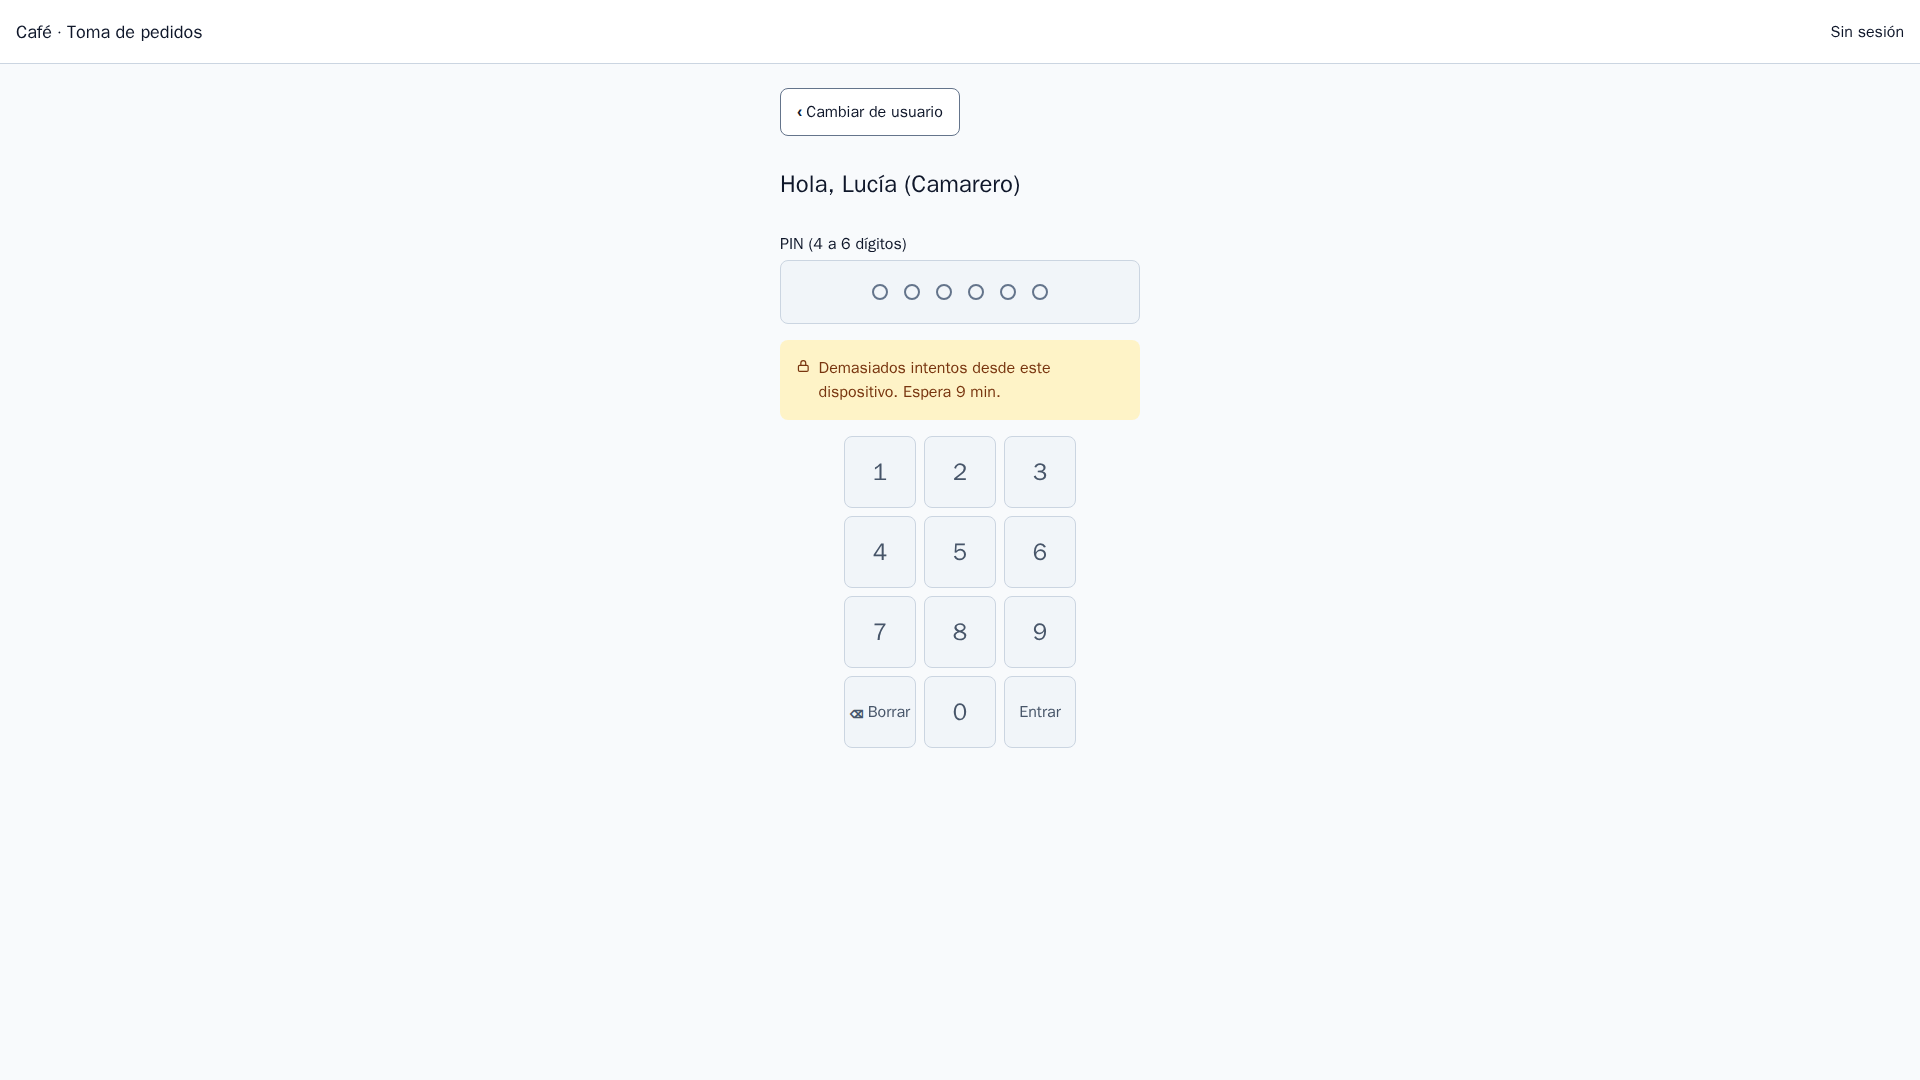 Café · Toma de pedidos
Sin sesión
‹ Cambiar de usuario
Hola, Lucía (Camarero)
PIN (4 a 6 dígitos)
Demasiados intentos desde este
dispositivo. Espera 9 min.
1 2 3
4 5 6
7 8 9
⌫ Borrar 0 Entrar